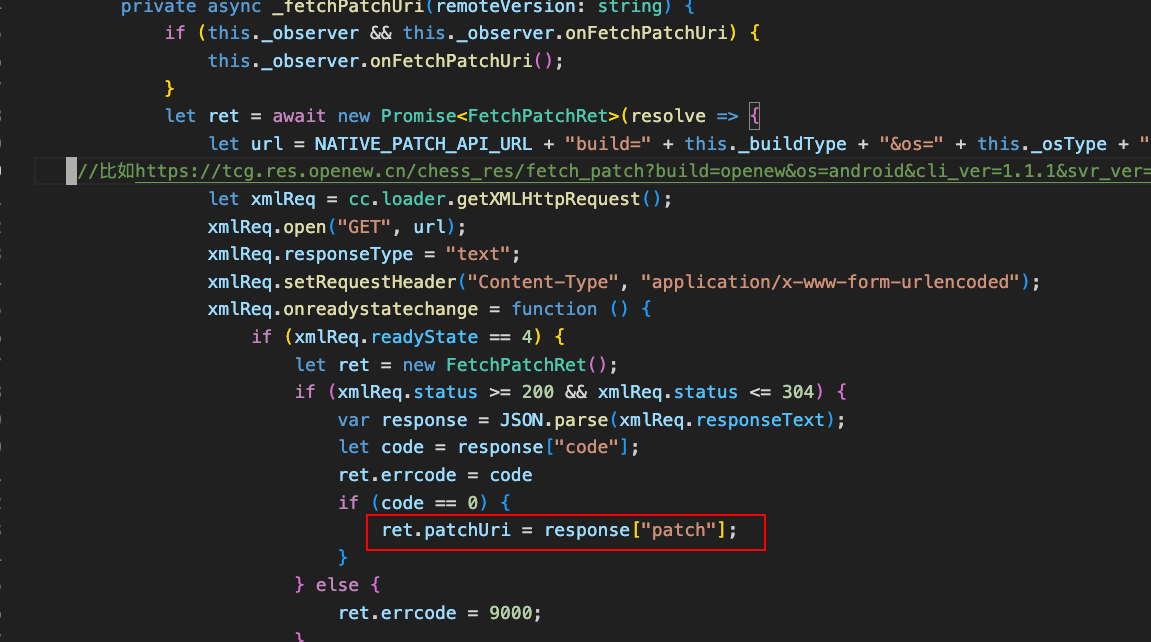 private async _fetchPatchUri(remoteVersion: string) {
if (this._observer && this._observer.onFetchPatchUri) {
this._observer.onFetchPatchUri();
}
let ret = await new Promise<FetchPatchRet>(resolve => {
let url = NATIVE_PATCH_API_URL + "build=" + this._buildType + "&os=" + this._osType + "
//比如https://tcg.res.openew.cn/chess_res/fetch_patch?build=openew&os=android&cli_ver=1.1.1&svr_ver=
let xmlReq = cc.loader.getXMLHttpRequest();
xmlReq.open("GET", url);
xmlReq.responseType = "text";
xmlReq.setRequestHeader("Content-Type", "application/x-www-form-urlencoded");
xmlReq.onreadystatechange = function () {
if (xmlReq.readyState == 4) {
let ret = new FetchPatchRet();
if (xmlReq.status >= 200 && xmlReq.status <= 304) {
var response = JSON.parse(xmlReq.responseText);
let code = response["code"];
ret.errcode = code
if (code == 0) {
ret.patchUri = response["patch"];
}
} else {
ret.errcode = 9000;
}